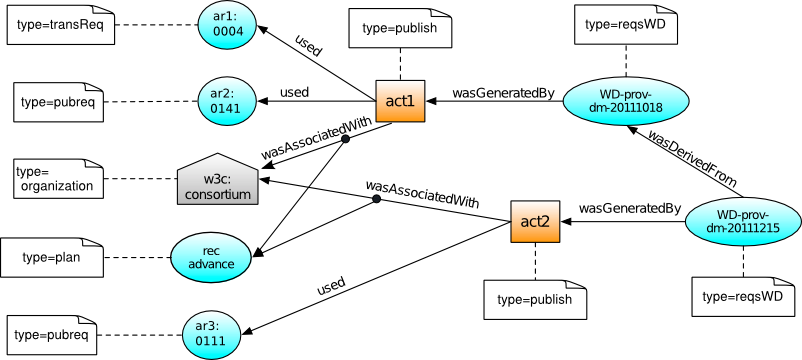 type=transReq
ar1:
0004
used
type=publish
type=reqsWD
type=pubreq
ar2:
0141
used
act1
wasGeneratedBy
WD-prov-
dm-20111018
wasAssociatedWith
wasDerivedFrom
type=
organization
w3c:
consortium
wasAssociatedWith
act2
wasGeneratedBy
WD-prov-
dm-20111215
type=plan
rec
advance
used
type=publish
type=reqsWD
type=pubreq
ar3:
0111